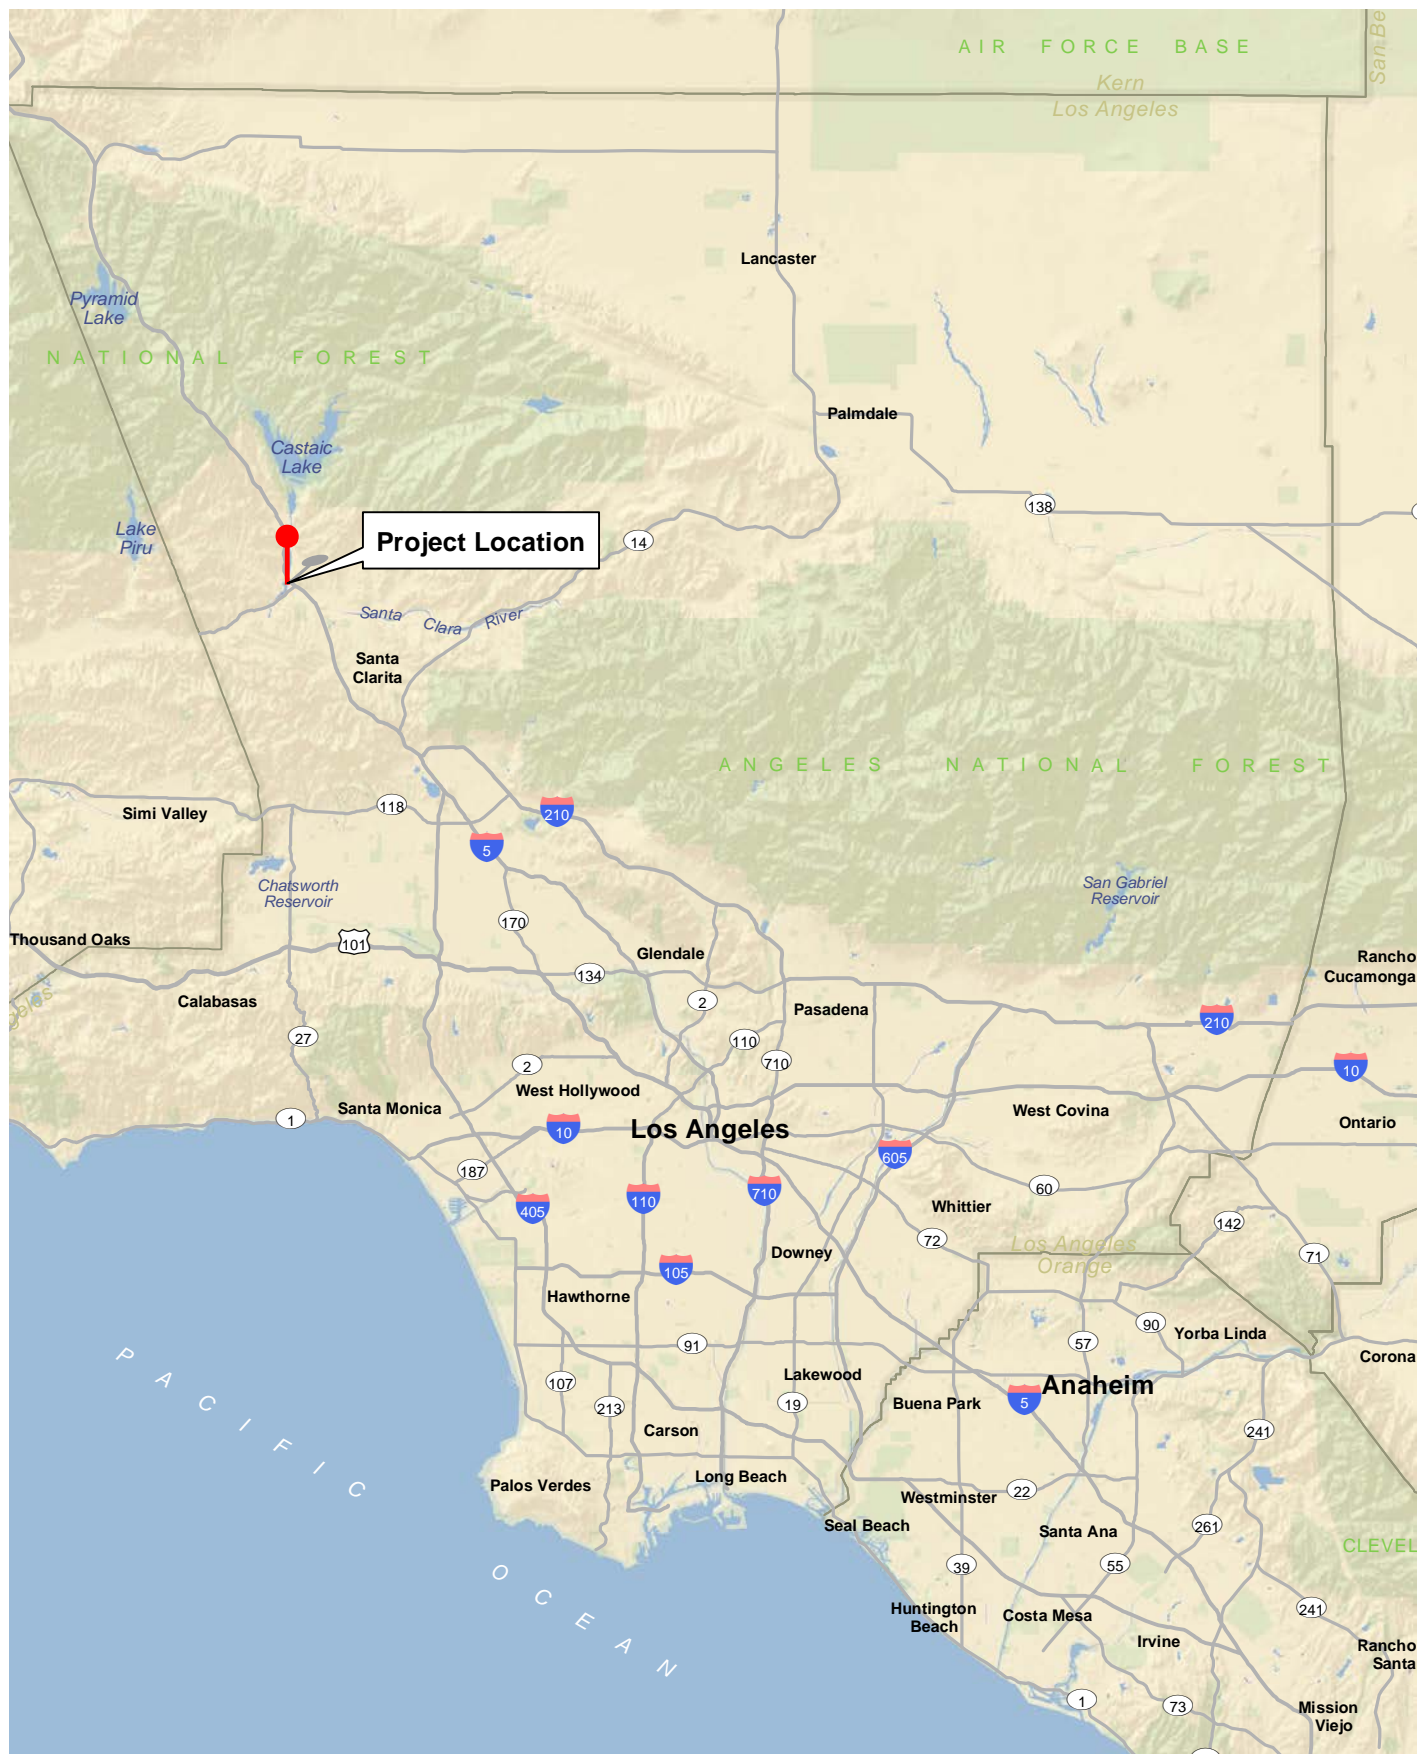 AIR FORCE BASE
San Be
Kern
Los Angeles
Lancaster
Pyramid
Lake
NATIONAL FOREST
Palmdale
Castaic
Lake
138
Lake
Piru
Project Location
14
Santa Clara River
Santa
Clarita
ANGELES NATIONAL FOREST
Simi Valley
118
210
5
Chatsworth
Reservoir
San Gabriel
Reservoir
170
Thousand Oaks
101
Glendale
134
Rancho
Cucamonga
geles
Calabasas
2
Pasadena
210
27
110
710
2
10
West Hollywood
Santa Monica
1
10
Los Angeles
West Covina
Ontario
605
187
60
405
110
710
Whittier
142
72
Los Angeles
Orange
Downey
71
105
Hawthorne
90
Yorba Linda
91
57
Corona
PACIFIC
Lakewood
107
Anaheim
213
19
Buena Park
5
Carson
241
Long Beach
Palos Verdes
Westminster
22
Seal Beach
Santa Ana
261
CLEVEL
39
55
OCEAN
Huntington
Beach
Costa Mesa
241
Irvine
Rancho
Santa
1
73
Mission
Viejo